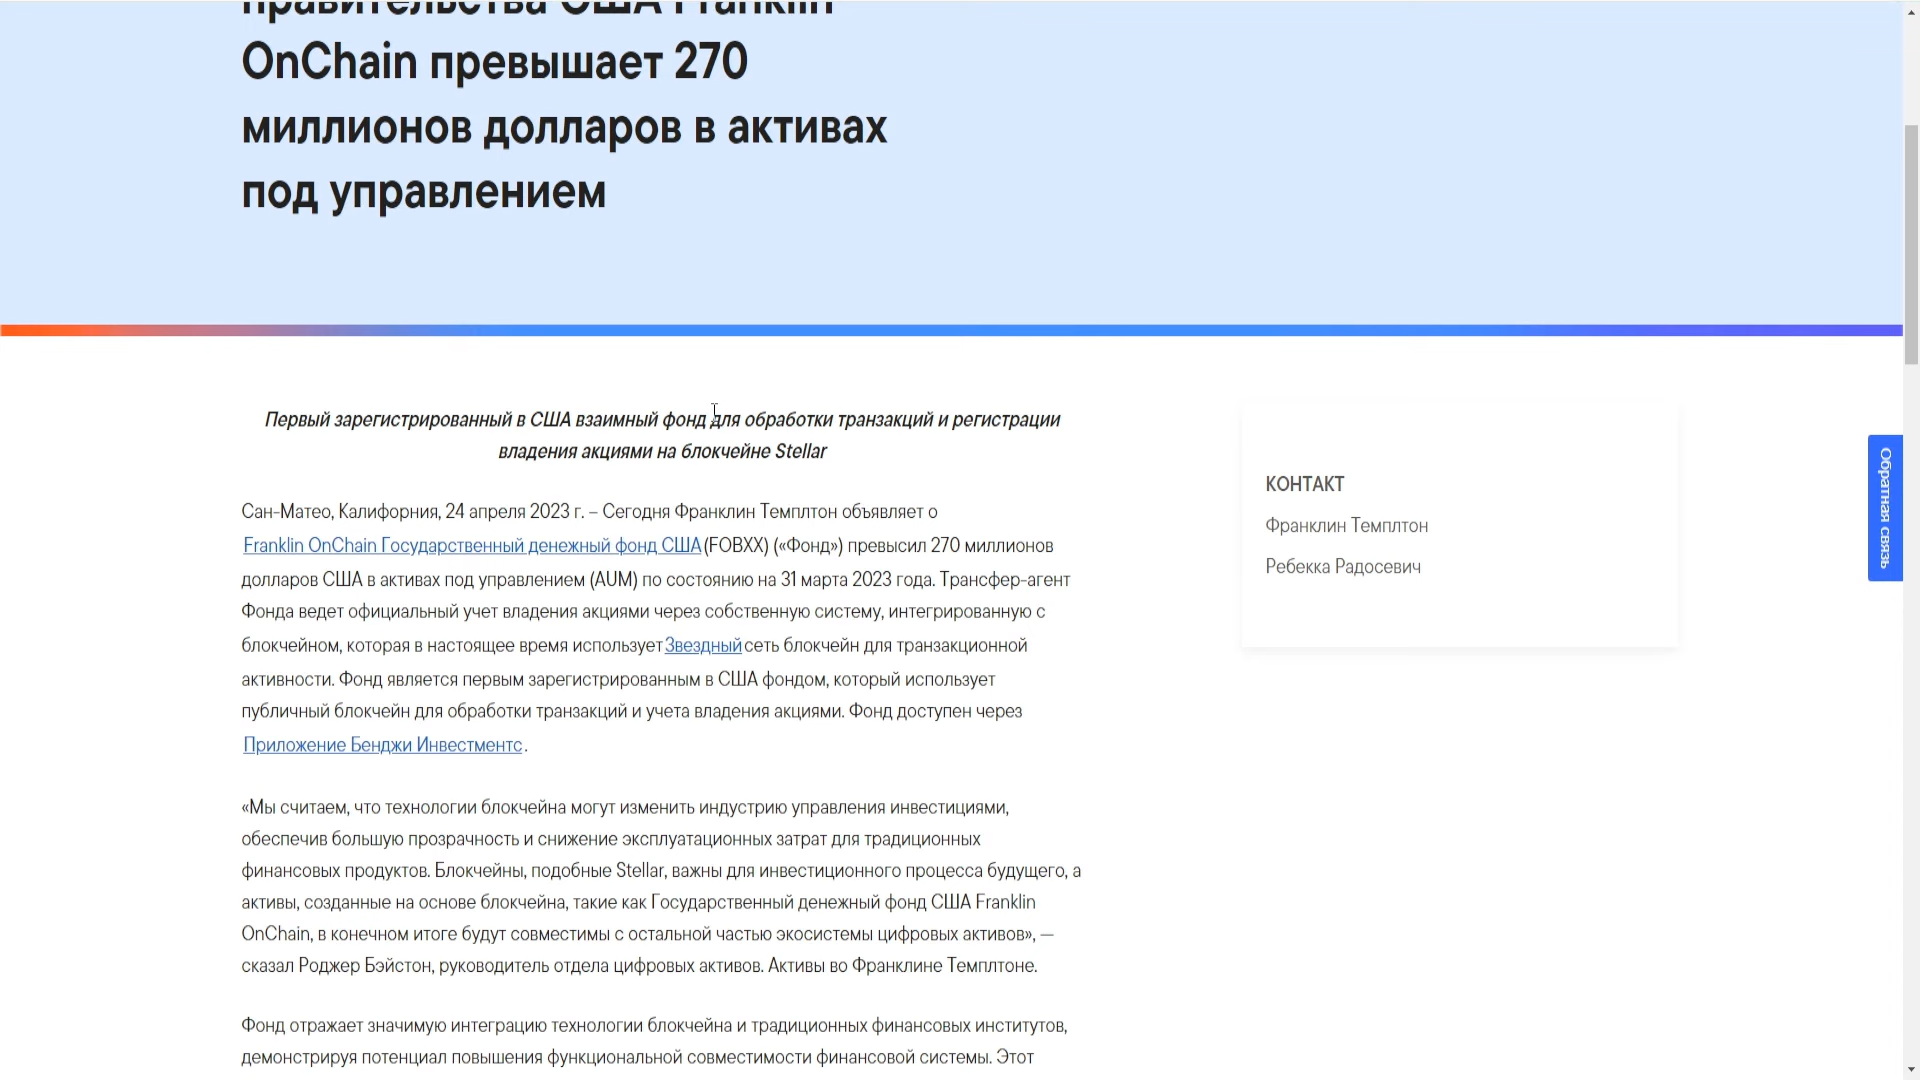 правительства США Franklin
OnChain превышает 270
миллионов долларов в активах
под управлением
Первый зарегистрированный в США взаимный фонд для обработки транзакций и регистрации
владения акциями на блокчейне Stellar
Сан-Матео, Калифорния, 24 апреля 2023 г. – Сегодня Франклин Темплтон объявляет о
Franklin OnChain Государственный денежный фонд США (FOBXX) («Фонд») превысил 270 миллионов
долларов США в активах под управлением (AUM) по состоянию на 31 марта 2023 года. Трансфер-агент
Фонда ведет официальный учет владения акциями через собственную систему, интегрированную с
блокчейном, которая в настоящее время использует Звездный сеть блокчейн для транзакционной
активности. Фонд является первым зарегистрированным в США фондом, который использует
публичный блокчейн для обработки транзакций и учета владения акциями. Фонд доступен через
Приложение Бенджи Инвестментс.
«Мы считаем, что технологии блокчейна могут изменить индустрию управления инвестициями,
обеспечив большую прозрачность и снижение эксплуатационных затрат для традиционных
финансовых продуктов. Блокчейны, подобные Stellar, важны для инвестиционного процесса будущего, а
активы, созданные на основе блокчейна, такие как Государственный денежный фонд США Franklin
OnChain, в конечном итоге будут совместимы с остальной частью экосистемы цифровых активов», —
сказал Роджер Бэйстон, руководитель отдела цифровых активов. Активы во Франклине Темплтоне.
Фонд отражает значимую интеграцию технологии блокчейна и традиционных финансовых институтов,
демонстрируя потенциал повышения функциональной совместимости финансовой системы. Этот
КОНТАКТ
Франклин Темплтон
Ребекка Радосевич
Обратная связь